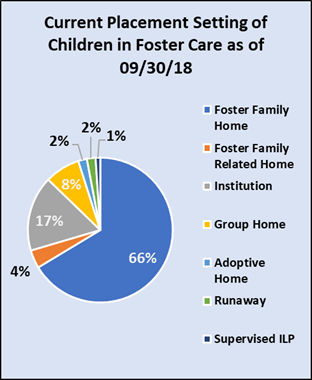 Current Placement Setting of
Children in Foster Care as of
09/30/18
2%
2%
1%
8%
17%
4%
66%
Foster Family
Home
Foster Family
Related Home
Institution
Group Home
Adoptive
Home
Runaway
Supervised ILP